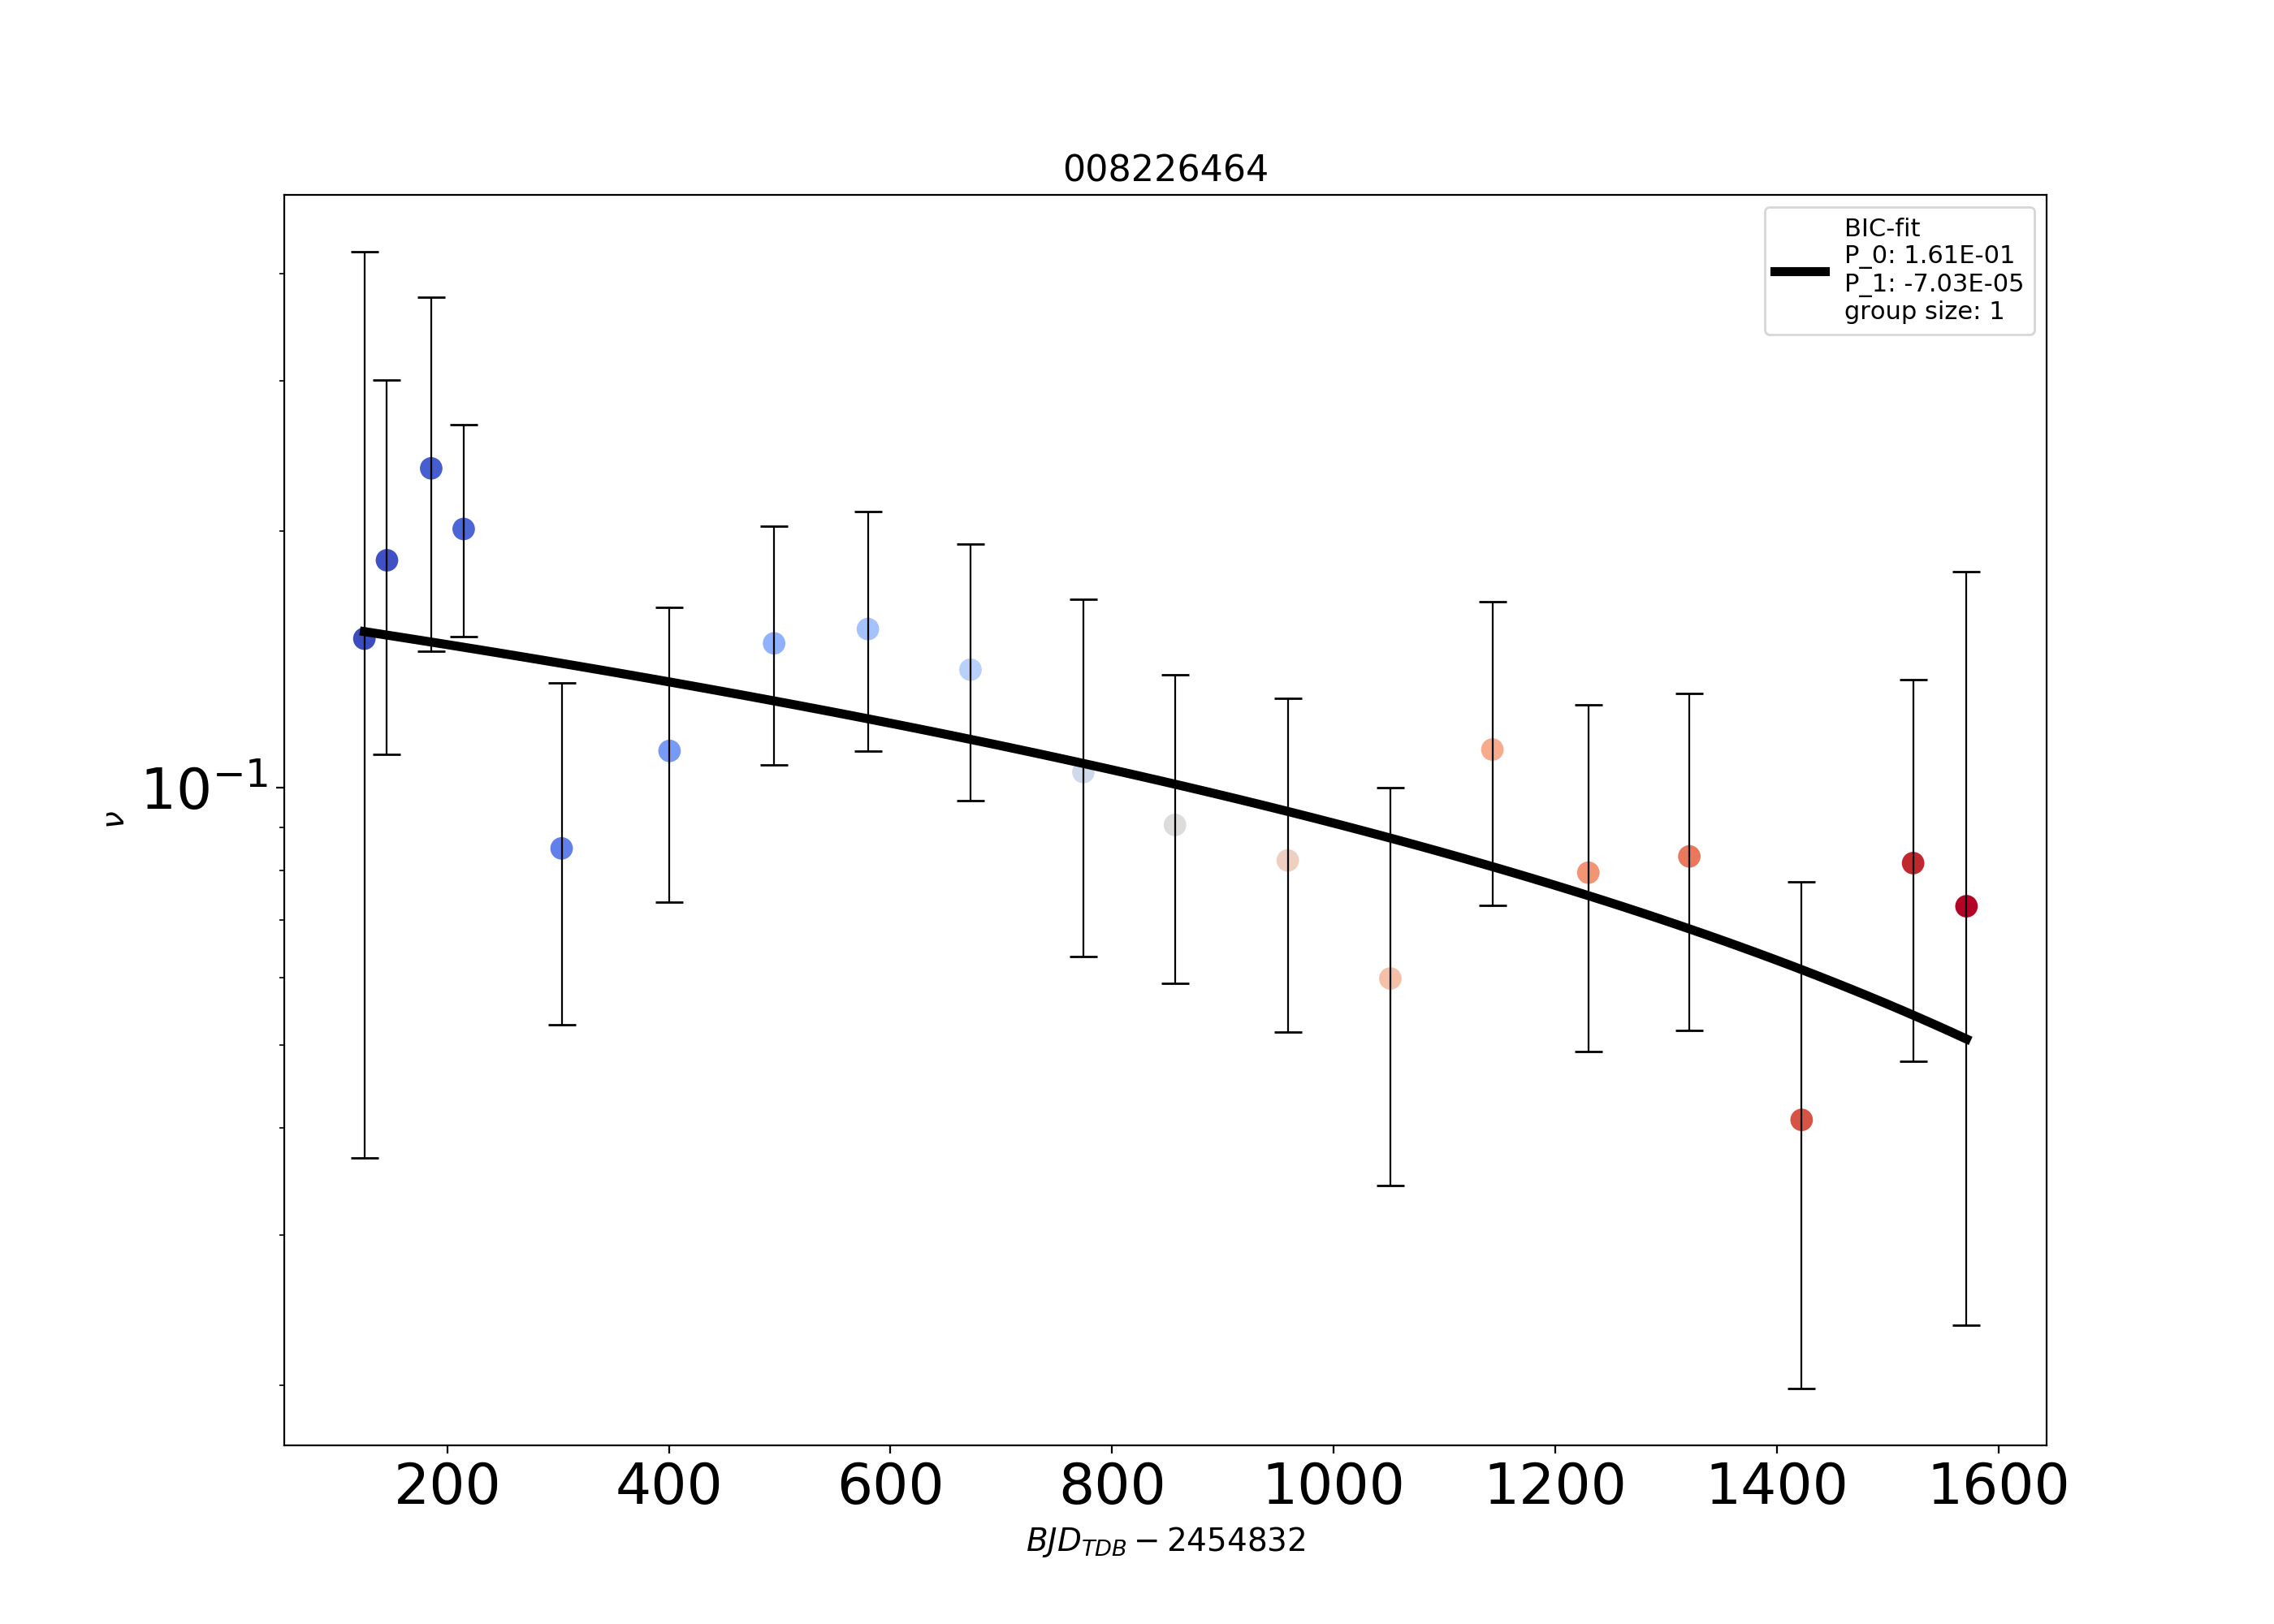 008226464
BIC-fit
P_0: 1.61E-01
P_1: -7.03E-05
group size: 1
10⁻¹
ν
200 400 600 800 1000 1200 1400 1600
BJD_TDB − 2454832